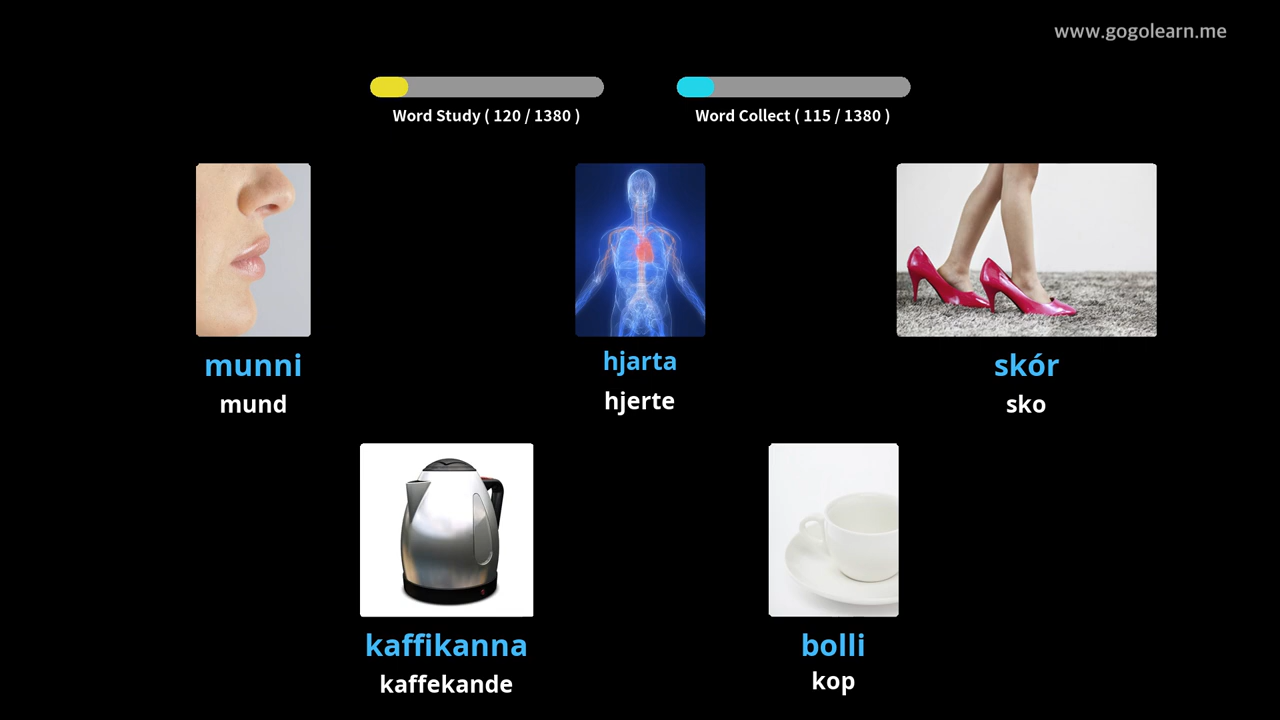 www.gogolearn.me
Word Study ( 120 / 1380 )
Word Collect ( 115 / 1380 )
munni
mund
hjarta
hjerte
skór
sko
kaffikanna
kaffekande
bolli
kop